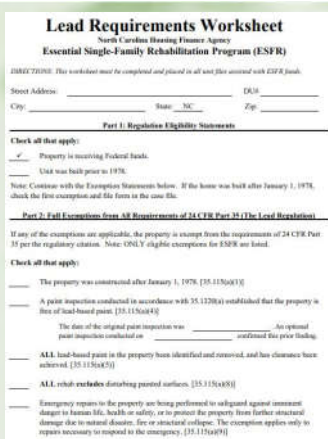 Lead Requirements Worksheet
North Carolina Housing Finance Agency
Essential Single-Family Rehabilitation Program (ESFR)
DIRECTIONS: This worksheet must be completed and placed in all unit files assisted with ESFR funds.
Street Address: DU#
City: State: NC Zip:
Part 1: Regulation Eligibility Statements
Check all that apply:
✓ Property is receiving Federal funds.
Unit was built prior to 1978.
Note: Continue with the Exemption Statements below. If the home was built after January 1, 1978,
check the first exemption and file form in the case file.
Part 2: Full Exemptions from All Requirements of 24 CFR Part 35 (The Lead Regulation)
If any of the exemptions are applicable, the property is exempt from the requirements of 24 CFR Part
35 per the regulatory citation. Note: ONLY eligible exemptions for ESFR are listed.
Check all that apply:
The property was constructed after January 1, 1978. [35.115(a)(1)]
A paint inspection conducted in accordance with 35.1320(a) established that the property is
free of lead-based paint. [35.115(a)(4)]
The date of the original paint inspection was . An optional
paint inspection conducted on confirmed this prior finding.
ALL lead-based paint in the property been identified and removed, and has clearance been
achieved. [35.115(a)(5)]
ALL rehab excludes disturbing painted surfaces. [35.115(a)(8)]
Emergency repairs to the property are being performed to safeguard against imminent
danger to human life, health or safety, or to protect the property from further structural
damage due to natural disaster, fire or structural collapse. The exemption applies only to
repairs necessary to respond to the emergency. [35.115(a)(9)]